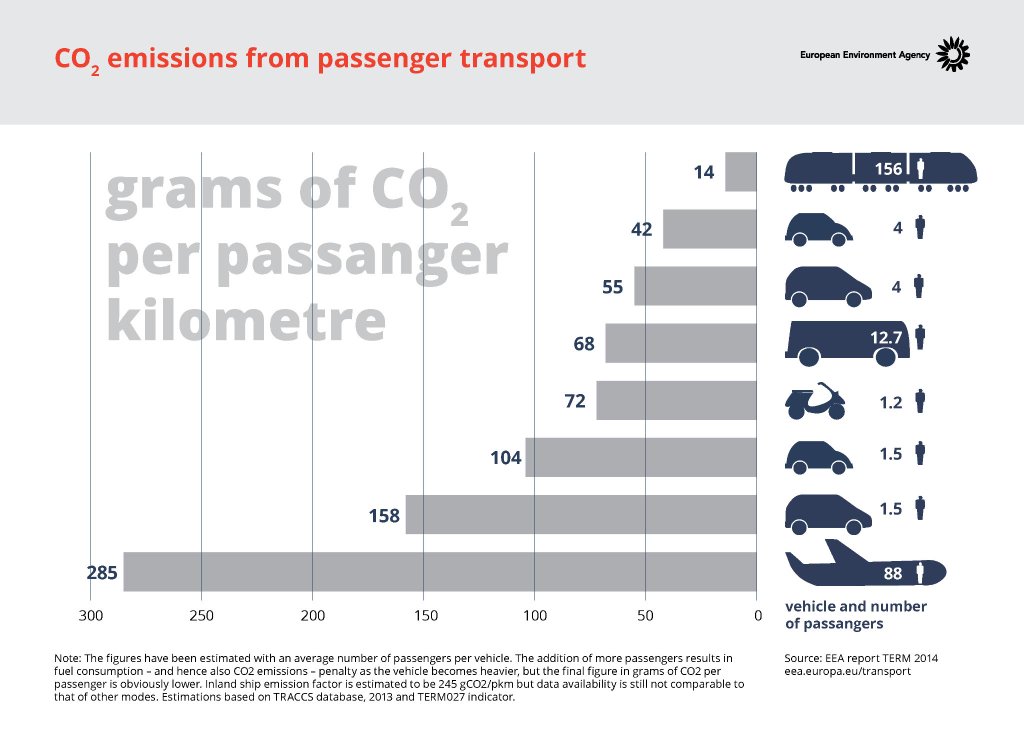 CO2 emissions from passenger transport
European Environment Agency
grams of CO2
per passanger
kilometre
14
156
42
4
55
4
68
12.7
72
1.2
104
1.5
158
1.5
285
88
300
250
200
150
100
50
0
vehicle and number
of passangers
Note: The figures have been estimated with an average number of passengers per vehicle. The addition of more passengers results in
fuel consumption – and hence also CO2 emissions – penalty as the vehicle becomes heavier, but the final figure in grams of CO2 per
passenger is obviously lower. Inland ship emission factor is estimated to be 245 gCO2/pkm but data availability is still not comparable to
that of other modes. Estimations based on TRACCS database, 2013 and TERM027 indicator.
Source: EEA report TERM 2014
eea.europa.eu/transport